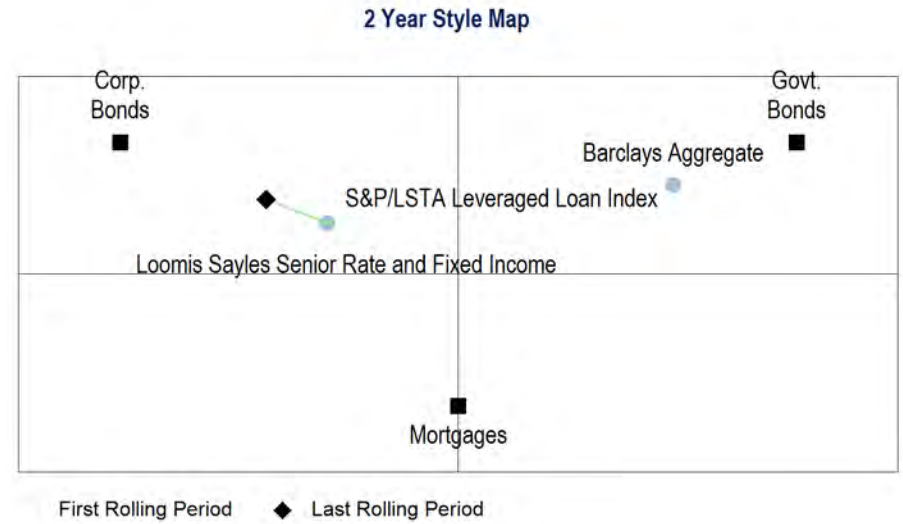 2 Year Style Map
Corp.
Bonds
Govt.
Bonds
Barclays Aggregate
S&P/LSTA Leveraged Loan Index
Loomis Sayles Senior Rate and Fixed Income
Mortgages
First Rolling Period
Last Rolling Period